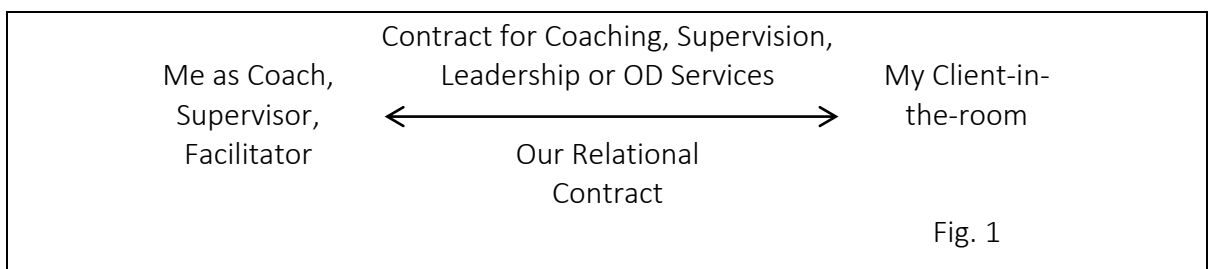 Contract for Coaching, Supervision,
Me as Coach, Leadership or OD Services My Client-in-
Supervisor, the-room
Facilitator Our Relational
Contract
Fig. 1